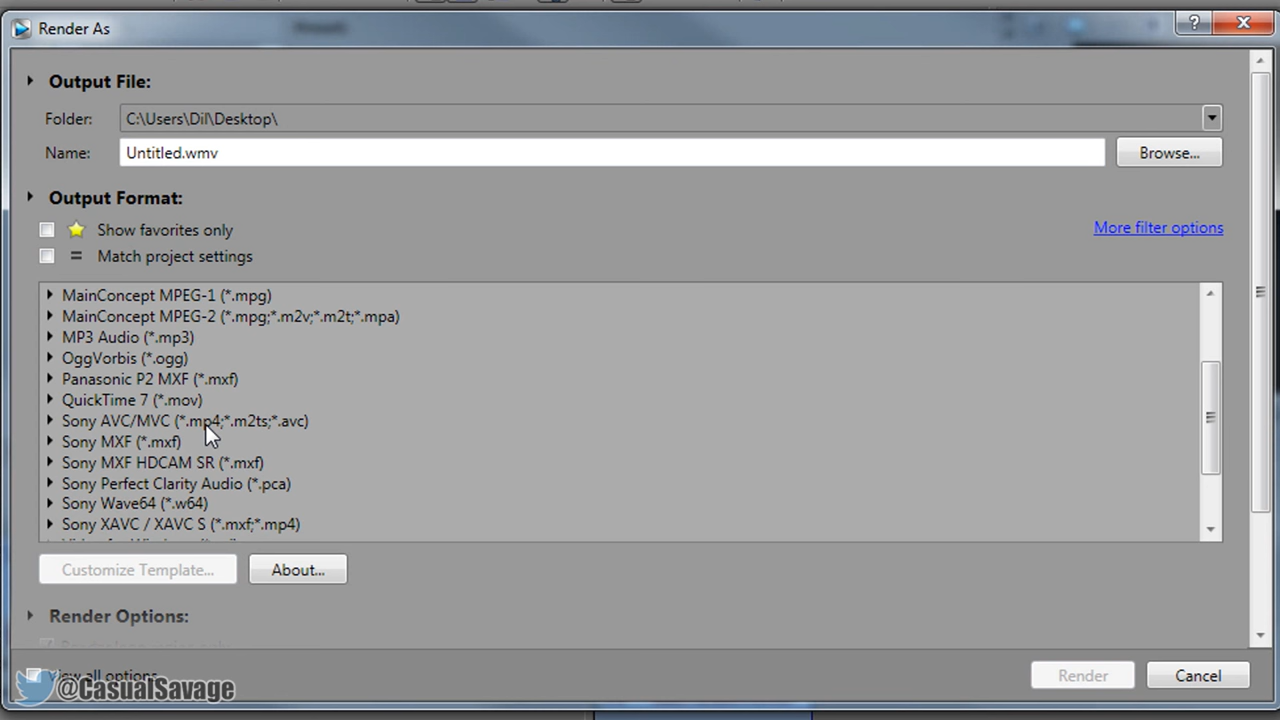 Render As
Output File:
Folder: C:\Users\Dil\Desktop\
Name: Untitled.wmv Browse...
Output Format:
Show favorites only More filter options
= Match project settings
MainConcept MPEG-1 (*.mpg)
MainConcept MPEG-2 (*.mpg;*.m2v;*.m2t;*.mpa)
MP3 Audio (*.mp3)
OggVorbis (*.ogg)
Panasonic P2 MXF (*.mxf)
QuickTime 7 (*.mov)
Sony AVC/MVC (*.mp4;*.m2ts;*.avc)
Sony MXF (*.mxf)
Sony MXF HDCAM SR (*.mxf)
Sony Perfect Clarity Audio (*.pca)
Sony Wave64 (*.w64)
Sony XAVC / XAVC S (*.mxf;*.mp4)
Customize Template... About...
Render Options:
View all options Render Cancel
@CasualSavage